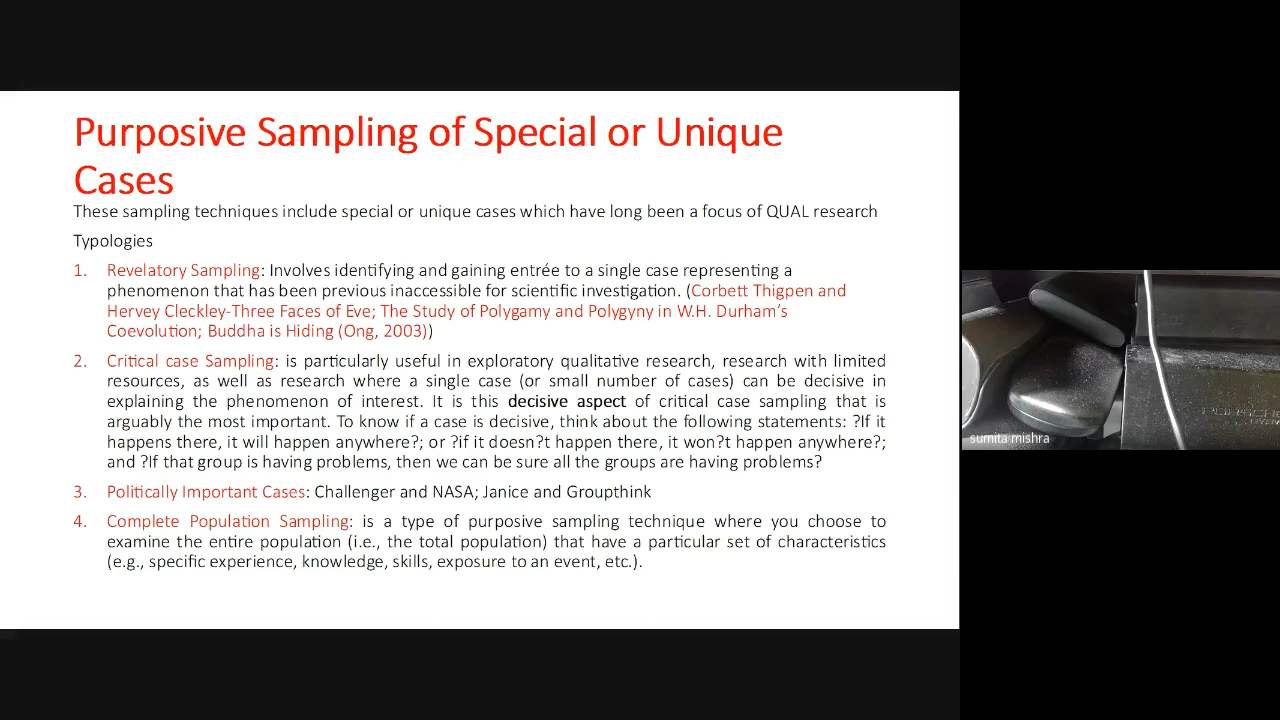 Purposive Sampling of Special or Unique
Cases
These sampling techniques include special or unique cases which have long been a focus of QUAL research
Typologies
1. Revelatory Sampling: Involves identifying and gaining entrée to a single case representing a
phenomenon that has been previous inaccessible for scientific investigation. (Corbett Thigpen and
Hervey Cleckley-Three Faces of Eve; The Study of Polygamy and Polygyny in W.H. Durham’s
Coevolution; Buddha is Hiding (Ong, 2003))
2. Critical case Sampling: is particularly useful in exploratory qualitative research, research with limited
resources, as well as research where a single case (or small number of cases) can be decisive in
explaining the phenomenon of interest. It is this decisive aspect of critical case sampling that is
arguably the most important. To know if a case is decisive, think about the following statements: ?If it
happens there, it will happen anywhere?; or ?if it doesn?t happen there, it won?t happen anywhere?;
and ?If that group is having problems, then we can be sure all the groups are having problems?
3. Politically Important Cases: Challenger and NASA; Janice and Groupthink
4. Complete Population Sampling: is a type of purposive sampling technique where you choose to
examine the entire population (i.e., the total population) that have a particular set of characteristics
(e.g., specific experience, knowledge, skills, exposure to an event, etc.).
sumita mishra